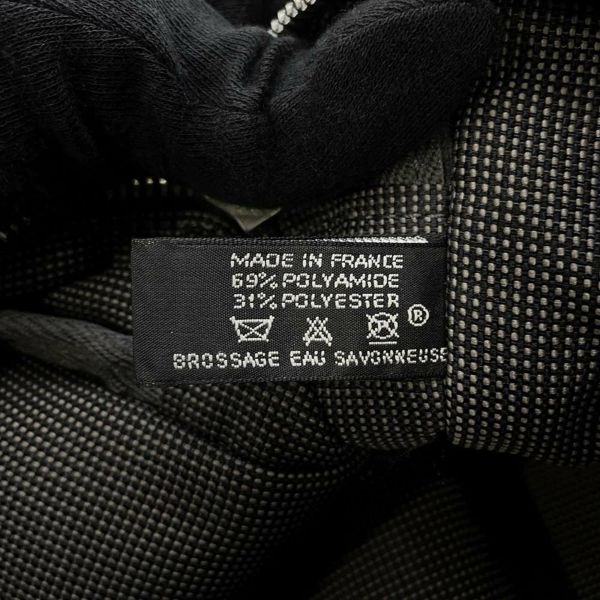 MADE IN FRANCE
69% POLYAMIDE
31% POLYESTER
®
BROSSAGE EAU SAVONNEUSE